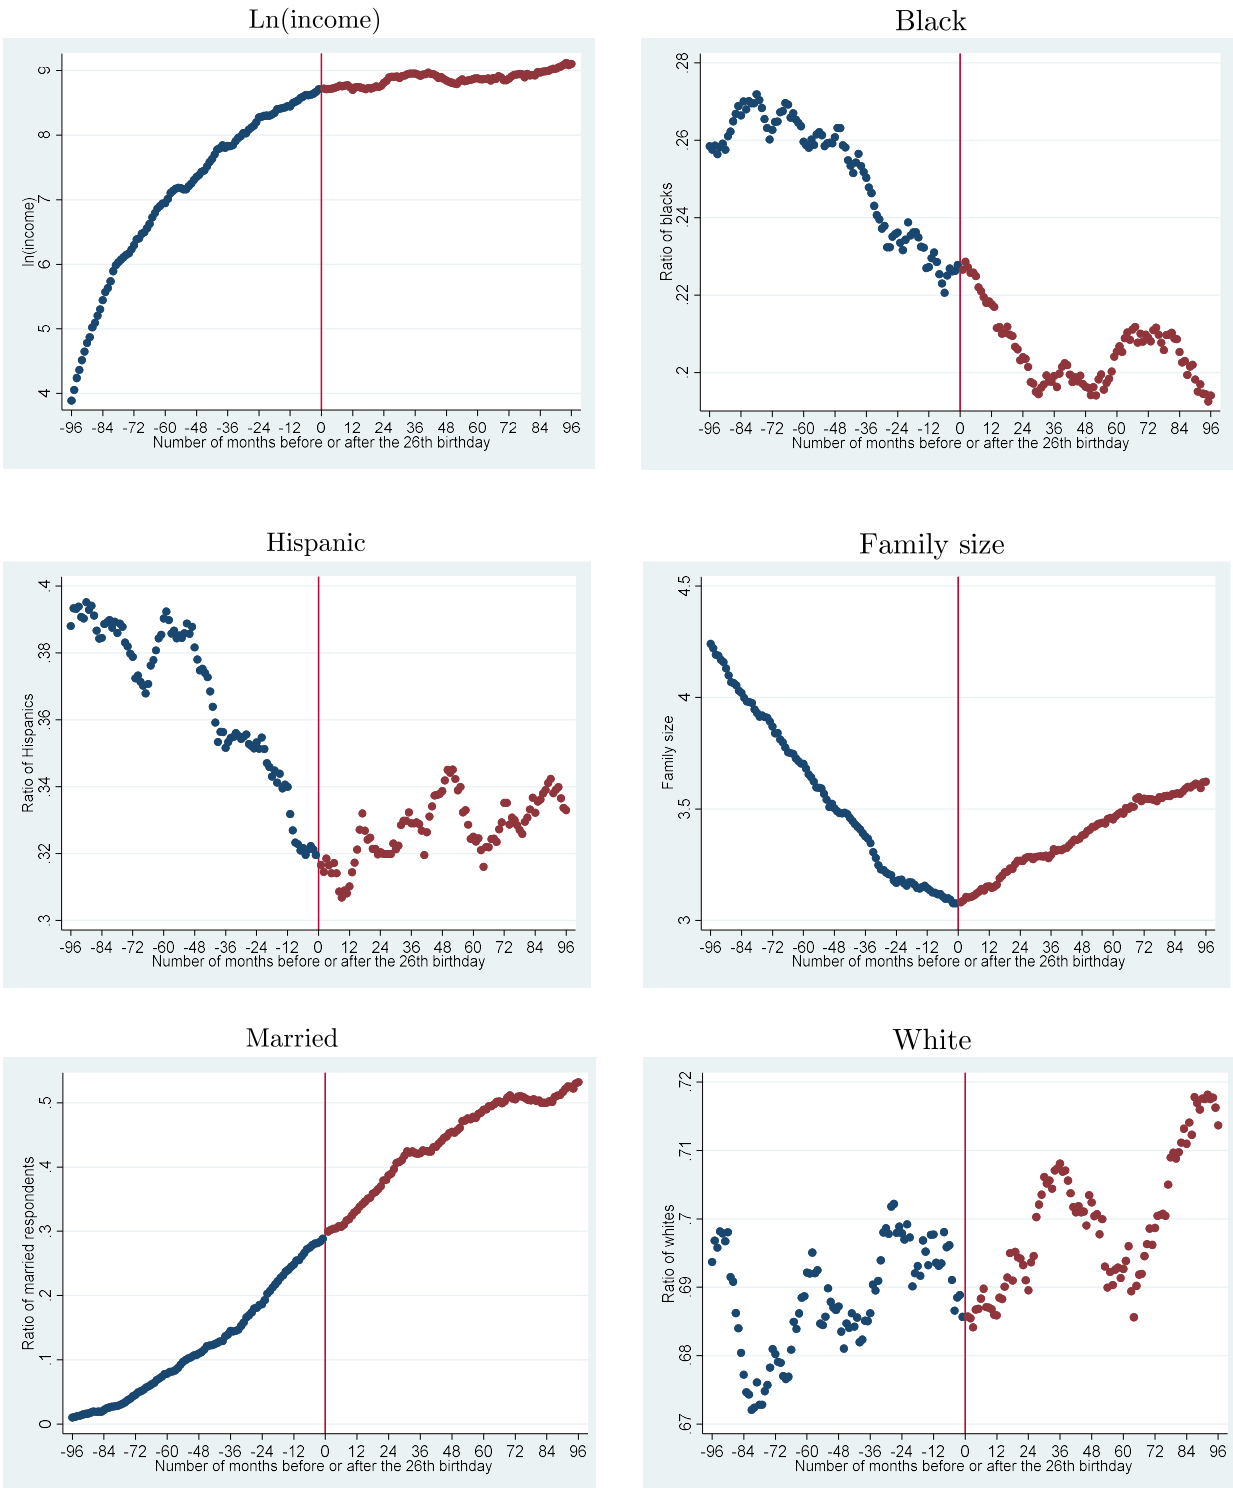 Ln(income)
ln(income)
9
8
7
6
5
4
-96 -84 -72 -60 -48 -36 -24 -12 0 12 24 36 48 60 72 84 96
Number of months before or after the 26th birthday
Black
Ratio of blacks
.28
.26
.24
.22
.2
-96 -84 -72 -60 -48 -36 -24 -12 0 12 24 36 48 60 72 84 96
Number of months before or after the 26th birthday
Hispanic
Ratio of Hispanics
.4
.38
.36
.34
.32
.3
-96 -84 -72 -60 -48 -36 -24 -12 0 12 24 36 48 60 72 84 96
Number of months before or after the 26th birthday
Family size
Family size
4.5
4
3.5
3
-96 -84 -72 -60 -48 -36 -24 -12 0 12 24 36 48 60 72 84 96
Number of months before or after the 26th birthday
Married
Ratio of married respondents
.5
.4
.3
.2
.1
0
-96 -84 -72 -60 -48 -36 -24 -12 0 12 24 36 48 60 72 84 96
Number of months before or after the 26th birthday
White
Ratio of whites
.72
.71
.7
.69
.68
.67
-96 -84 -72 -60 -48 -36 -24 -12 0 12 24 36 48 60 72 84 96
Number of months before or after the 26th birthday